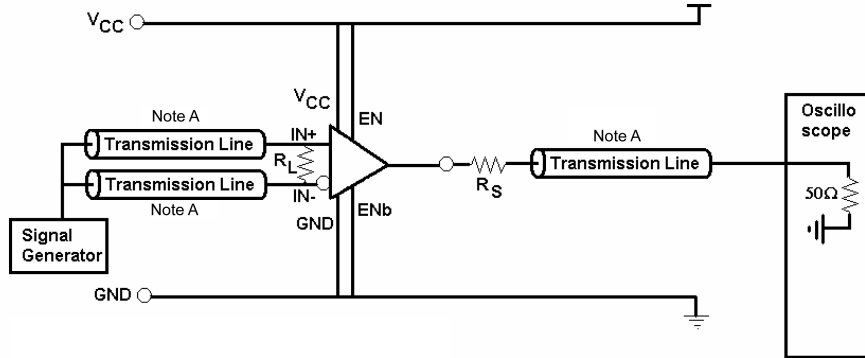 VCC
Note A
VCC
EN
Oscillo
scope
Transmission Line
IN+
Note A
RL
Transmission Line
Transmission Line
IN-
RS
50Ω
Note A
GND
ENb
Signal
Generator
GND